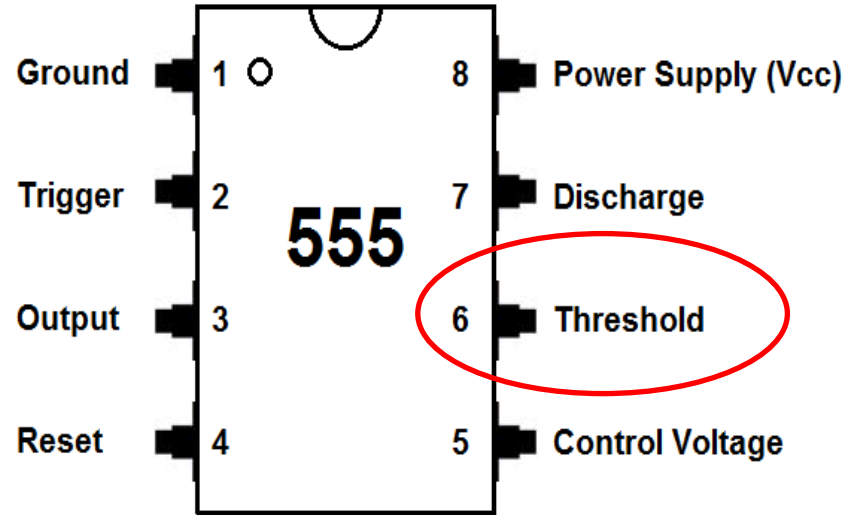 Ground 1 8 Power Supply (Vcc)
Trigger 2 7 Discharge
555
Output 3 6 Threshold
Reset 4 5 Control Voltage